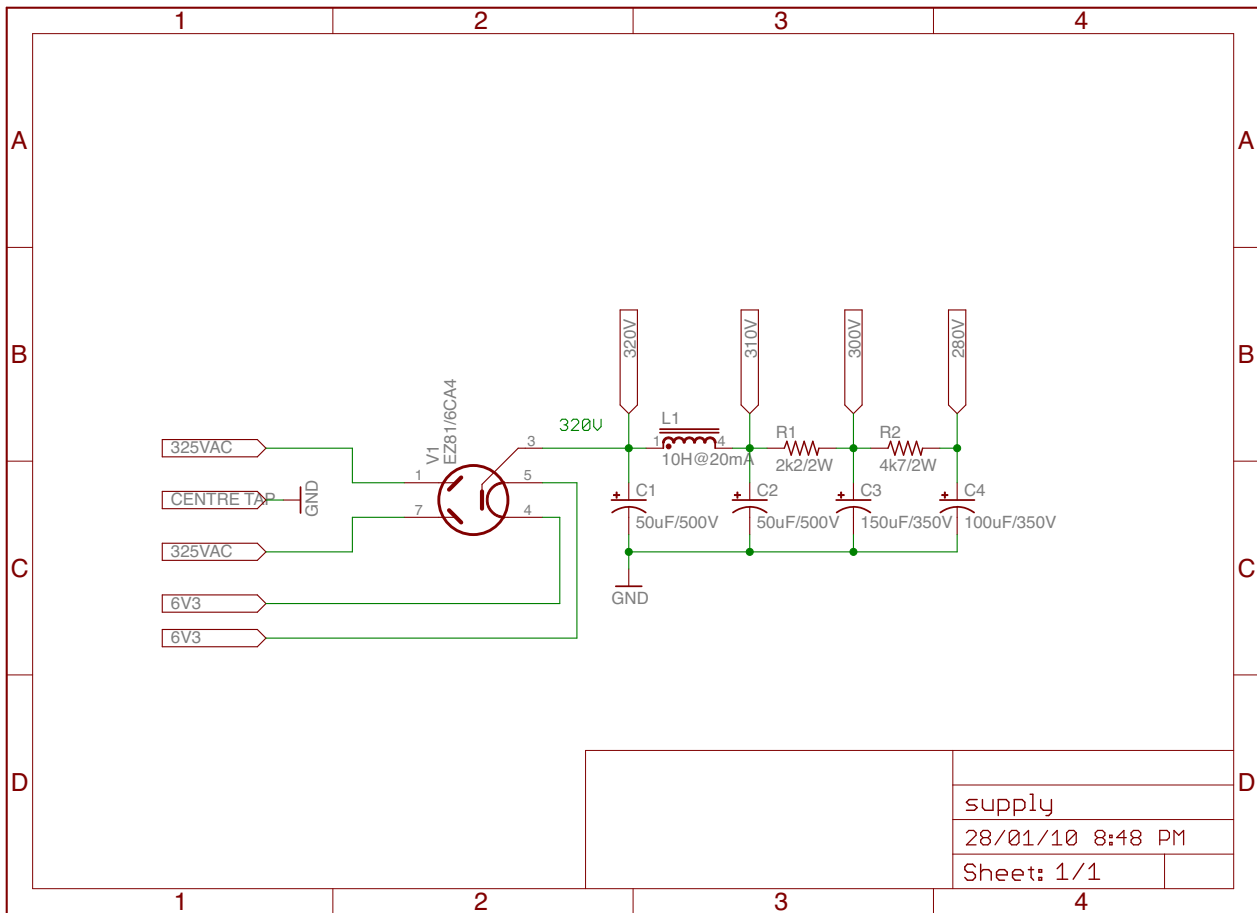 1 2 3 4
A A
B B
C C
D D
320V
310V
300V
280V
V1
EZ81/6CA4
320V
L1
1 4
10H@20mA
R1
2k2/2W
R2
4k7/2W
325VAC
CENTRE TAP
GND
325VAC
6V3
6V3
1
7
3
5
4
C1
50uF/500V
C2
50uF/500V
C3
150uF/350V
C4
100uF/350V
GND
supply
28/01/10 8:48 PM
Sheet: 1/1
1 2 3 4